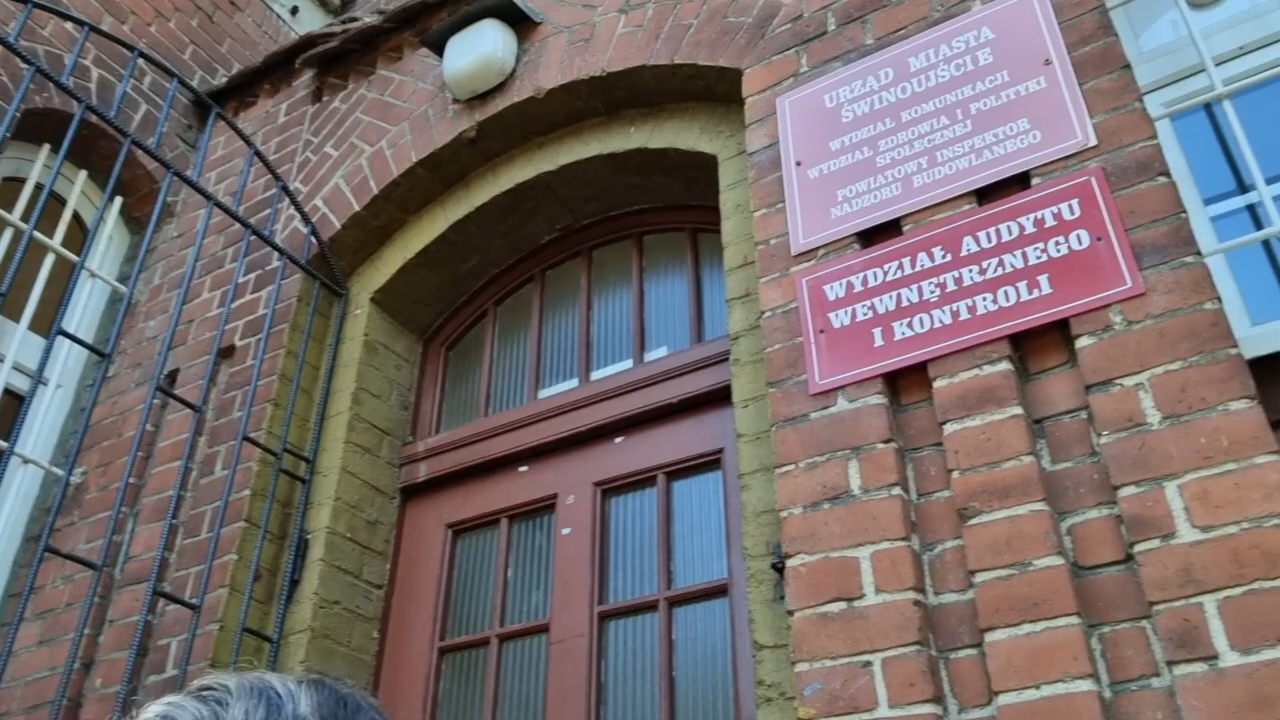 URZĄD MIASTA
ŚWINOUJŚCIE
WYDZIAŁ KOMUNIKACJI
WYDZIAŁ ZDROWIA I POLITYKI
SPOŁECZNEJ
POWIATOWY INSPEKTOR
NADZORU BUDOWLANEGO
WYDZIAŁ AUDYTU
WEWNĘTRZNEGO
I KONTROLI